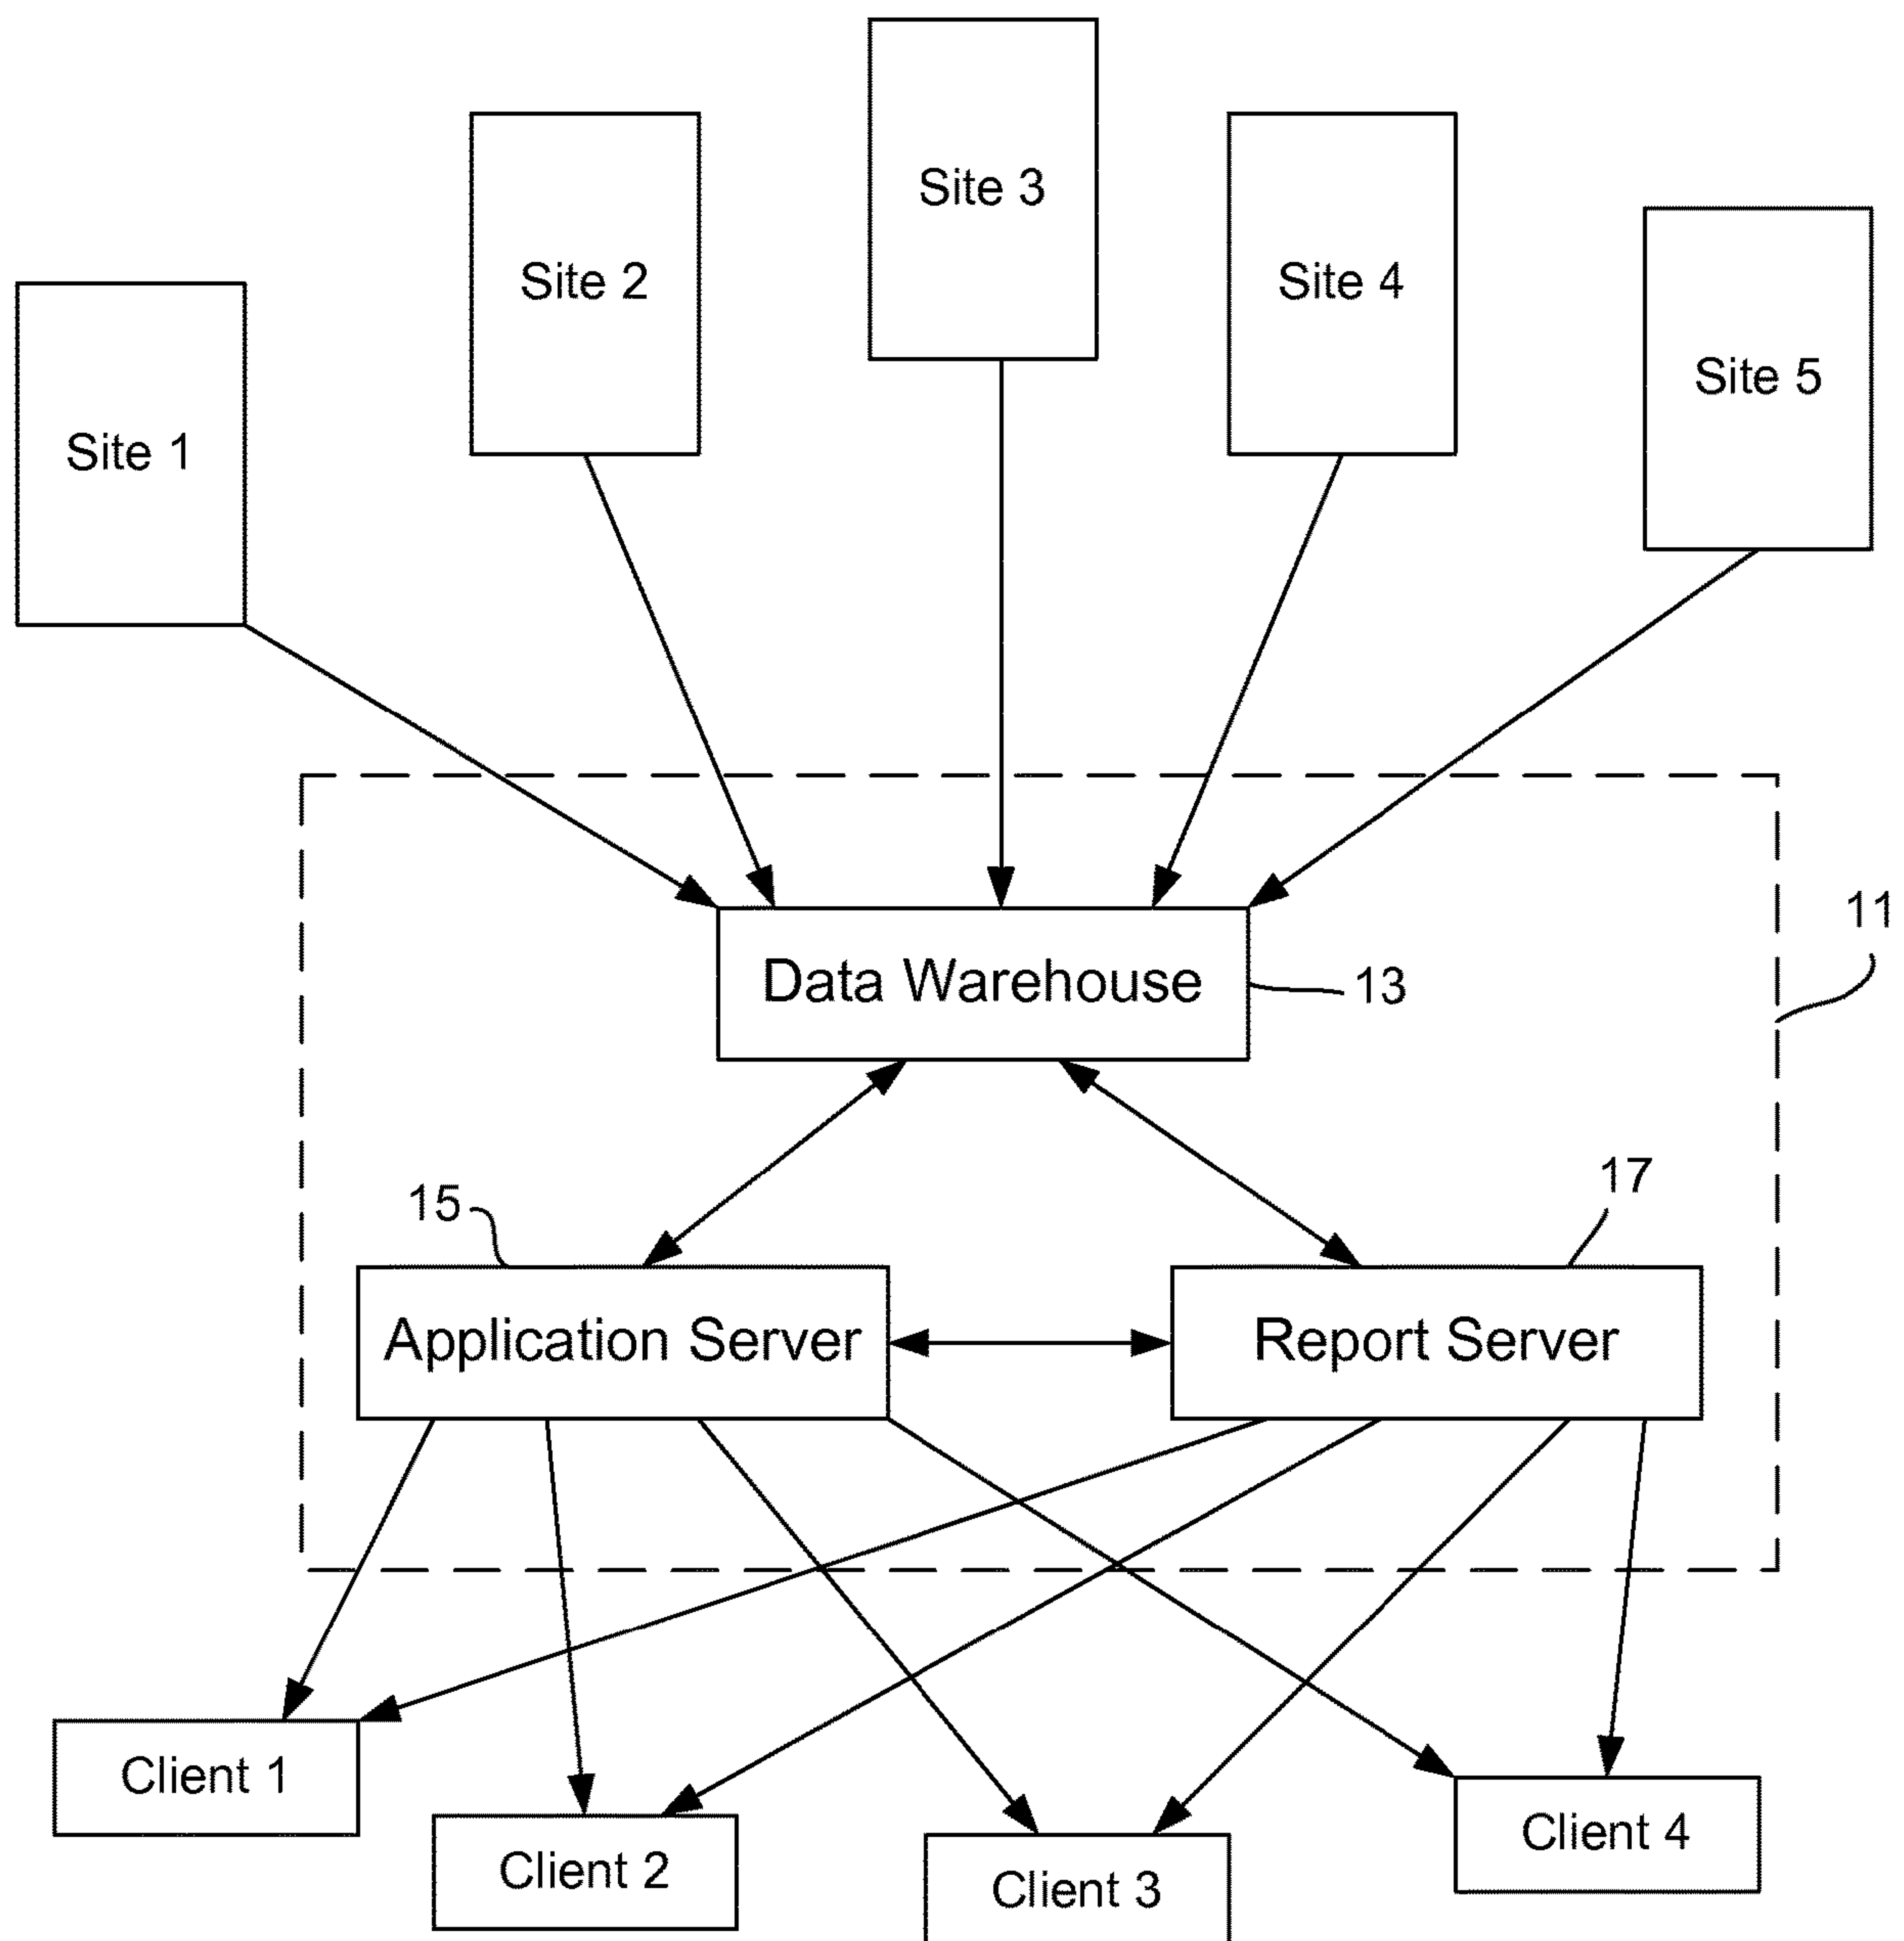 Site 3
Site 2
Site 4
Site 5
Site 1
11
Data Warehouse
13
15
17
Application Server
Report Server
Client 1
Client 4
Client 2
Client 3